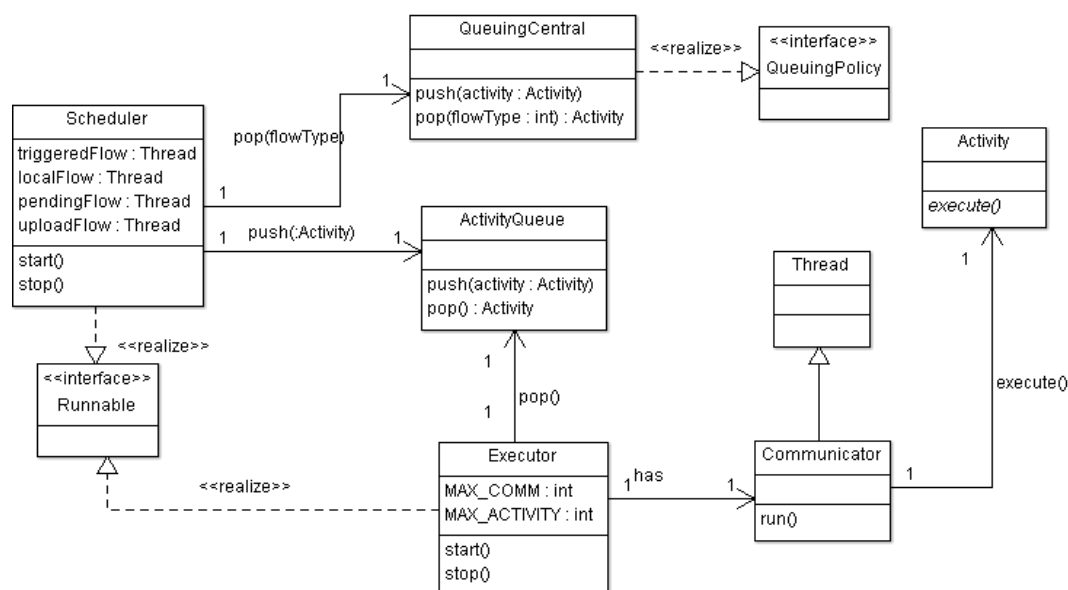 QueuingCentral
push(activity : Activity)
pop(flowType : int) : Activity
<<realize>>
<<interface>>
QueuingPolicy
Scheduler
triggeredFlow : Thread
localFlow : Thread
pendingFlow : Thread
uploadFlow : Thread
start()
stop()
1
pop(flowType)
1
1
push(:Activity)
1
ActivityQueue
push(activity : Activity)
pop() : Activity
Activity
execute()
1
Thread
<<realize>>
<<interface>>
Runnable
1
pop()
1
execute()
<<realize>>
Executor
MAX_COMM : int
MAX_ACTIVITY : int
start()
stop()
1
has
1
Communicator
run()
1